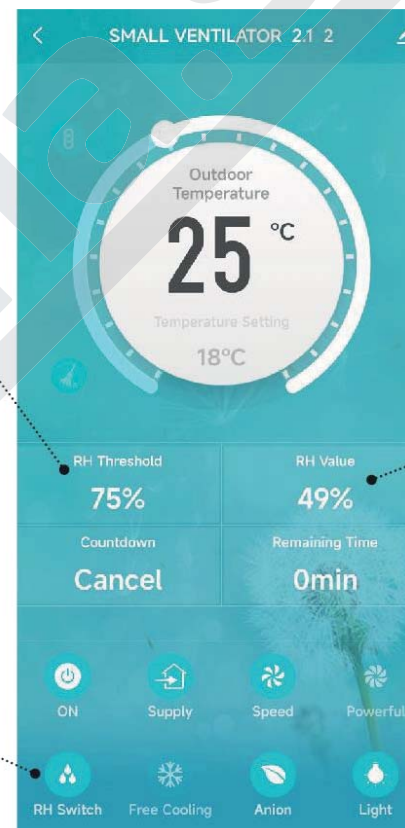 SMALL VENTILATOR 2.1 2
Outdoor
Temperature
25 °C
Temperature Setting
18°C
RH Threshold
75%
RH Value
49%
Countdown
Cancel
Remaining Time
0min
ON
Supply
Speed
Powerful
RH Switch
Free Cooling
Anion
Light